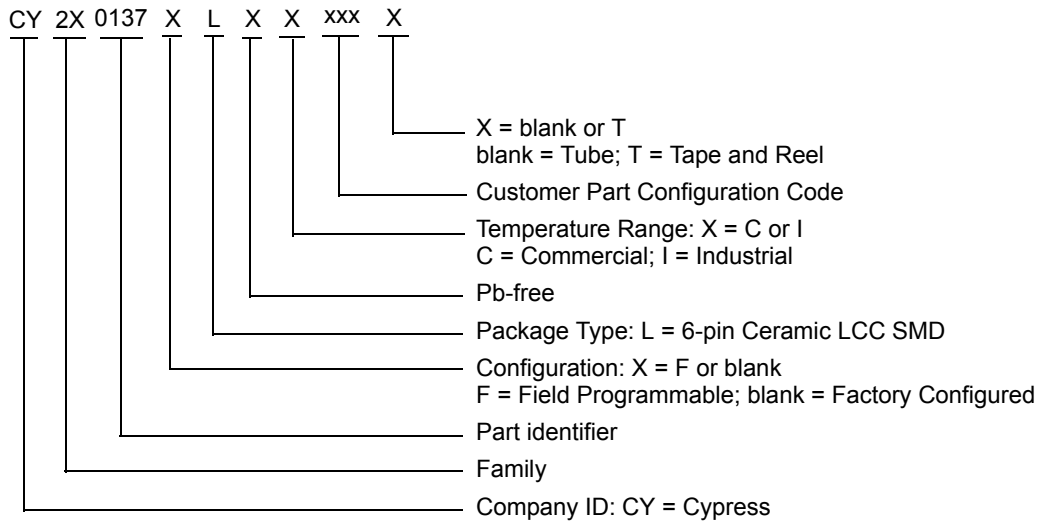 CY 2X 0137 X L X X xxx X
X = blank or T
blank = Tube; T = Tape and Reel
Customer Part Configuration Code
Temperature Range: X = C or I
C = Commercial; I = Industrial
Pb-free
Package Type: L = 6-pin Ceramic LCC SMD
Configuration: X = F or blank
F = Field Programmable; blank = Factory Configured
Part identifier
Family
Company ID: CY = Cypress